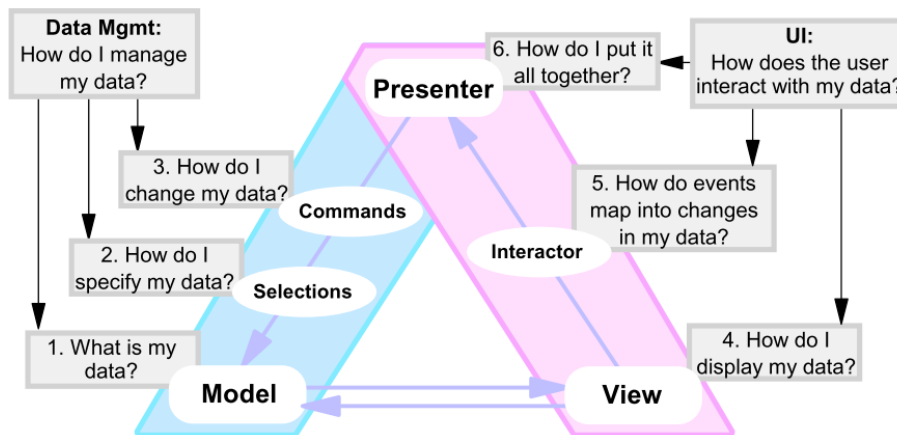 Data Mgmt:
How do I manage
my data?
6. How do I put it
all together?
UI:
How does the user
interact with my data?
Presenter
3. How do I
change my data?
5. How do events
map into changes
in my data?
Commands
2. How do I
specify my data?
Interactor
Selections
1. What is my
data?
4. How do I
display my data?
Model
View